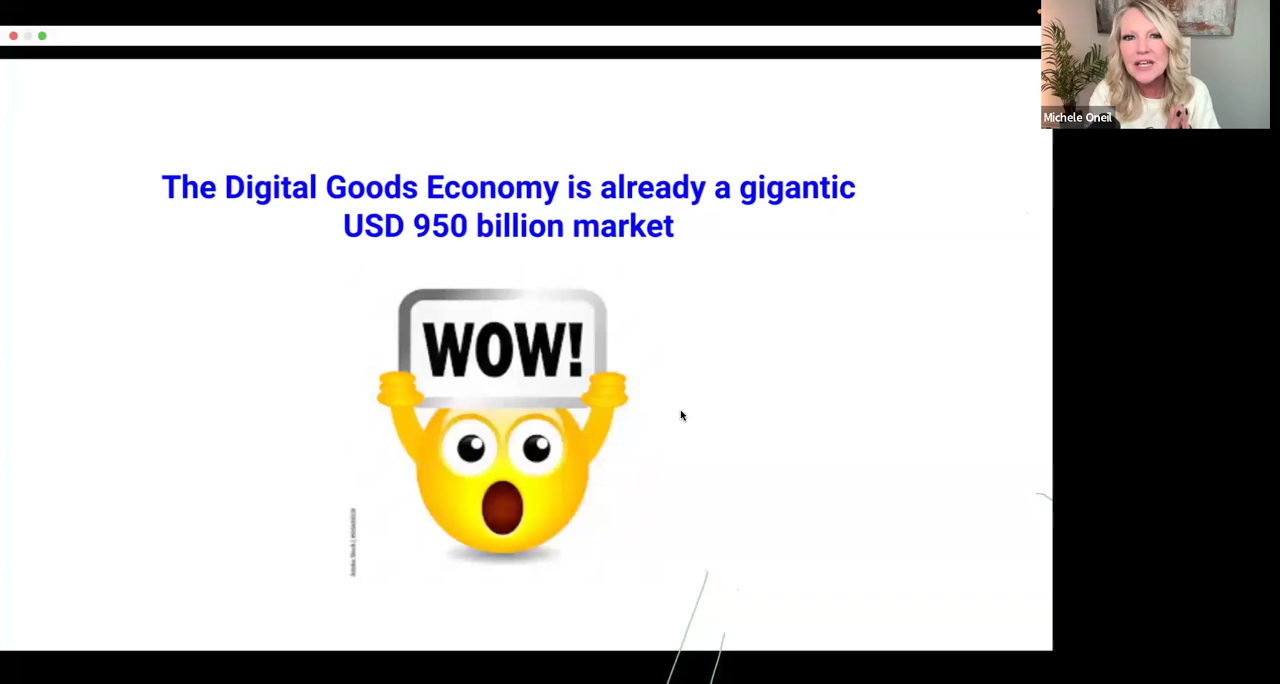 Michele Oneil
The Digital Goods Economy is already a gigantic
USD 950 billion market
WOW!